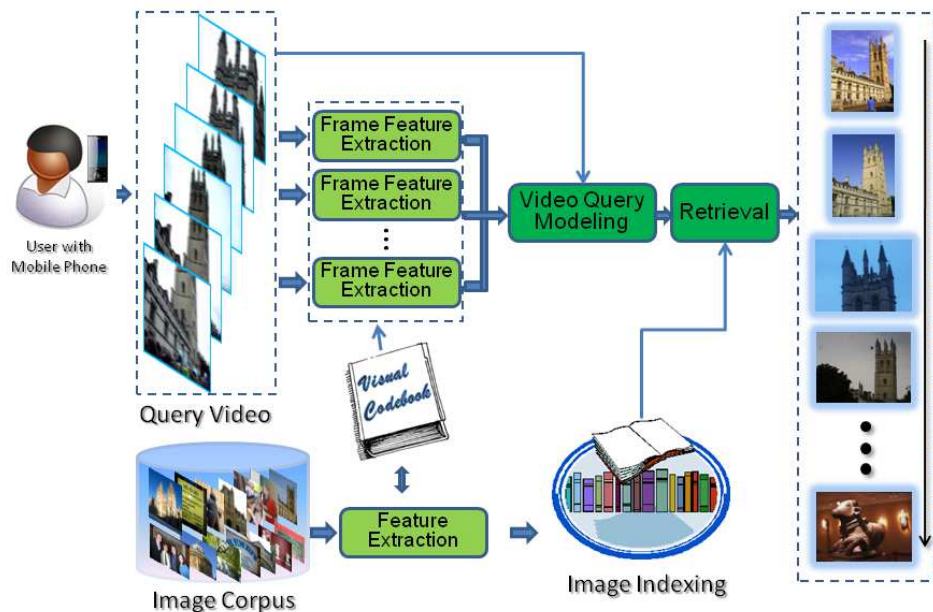 Frame Feature
Extraction
Frame Feature
Extraction
Frame Feature
Extraction
Video Query
Modeling
Retrieval
User with
Mobile Phone
Query Video
Visual
Codebook
Feature
Extraction
Image Corpus
Image Indexing